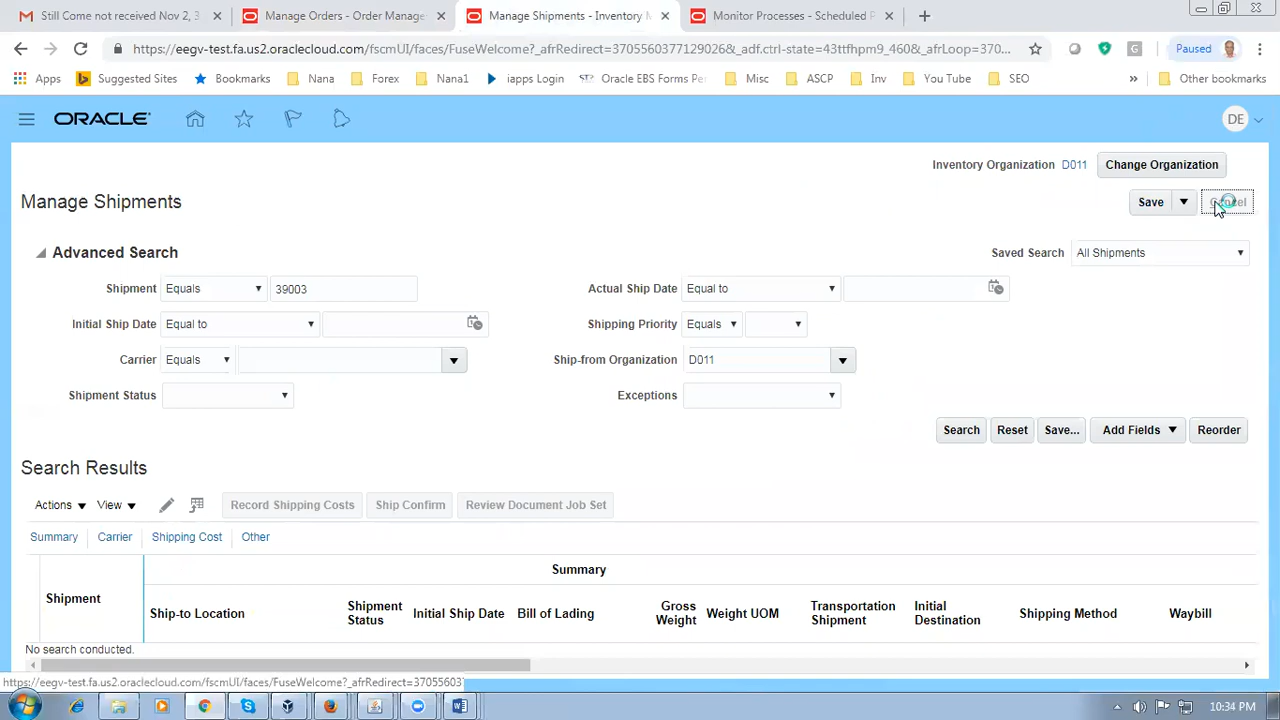 Still Come not received Nov 2, 3
Manage Orders - Order Manage
Manage Shipments - Inventory M
Monitor Processes - Scheduled P
https://eegv-test.fa.us2.oraclecloud.com/fscmUI/faces/FuseWelcome?_afrRedirect=3705560377129026&_adf.ctrl-state=43ttfhpm9_460&_afrLoop=370...
Paused
Apps Suggested Sites Bookmarks Nana Forex Nana1 iapps Login Oracle EBS Forms Pe Misc ASCP Inv You Tube SEO » Other bookmarks
ORACLE DE
Inventory Organization D011 Change Organization
Manage Shipments
Save
Advanced Search
Saved Search All Shipments
Shipment Equals 39003 Actual Ship Date Equal to
Initial Ship Date Equal to Shipping Priority Equals
Carrier Equals Ship-from Organization D011
Shipment Status Exceptions
Search Reset Save... Add Fields Reorder
Search Results
Actions View Record Shipping Costs Ship Confirm Review Document Job Set
Summary Carrier Shipping Cost Other
Summary
Shipment
Ship-to Location
Shipment Status
Initial Ship Date
Bill of Lading
Gross Weight
Weight UOM
Transportation Shipment
Initial Destination
Shipping Method
Waybill
No search conducted.
https://eegv-test.fa.us2.oraclecloud.com/fscmUI/faces/FuseWelcome?_afrRedirect=37055603
10:34 PM